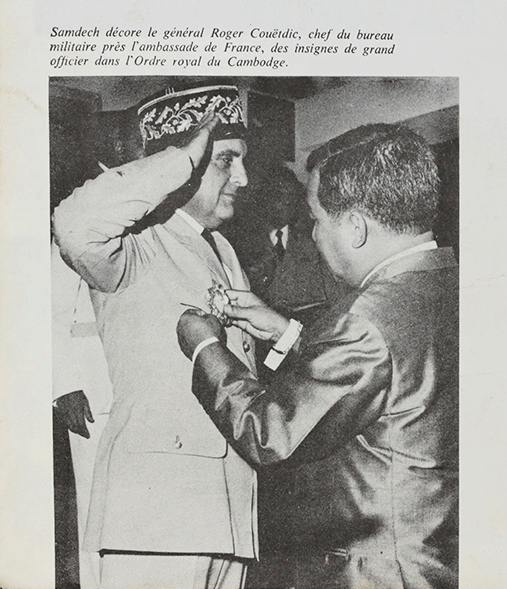 Samdech décore le général Roger Couëtdic, chef du bureau
militaire près l'ambassade de France, des insignes de grand
officier dans l'Ordre royal du Cambodge.